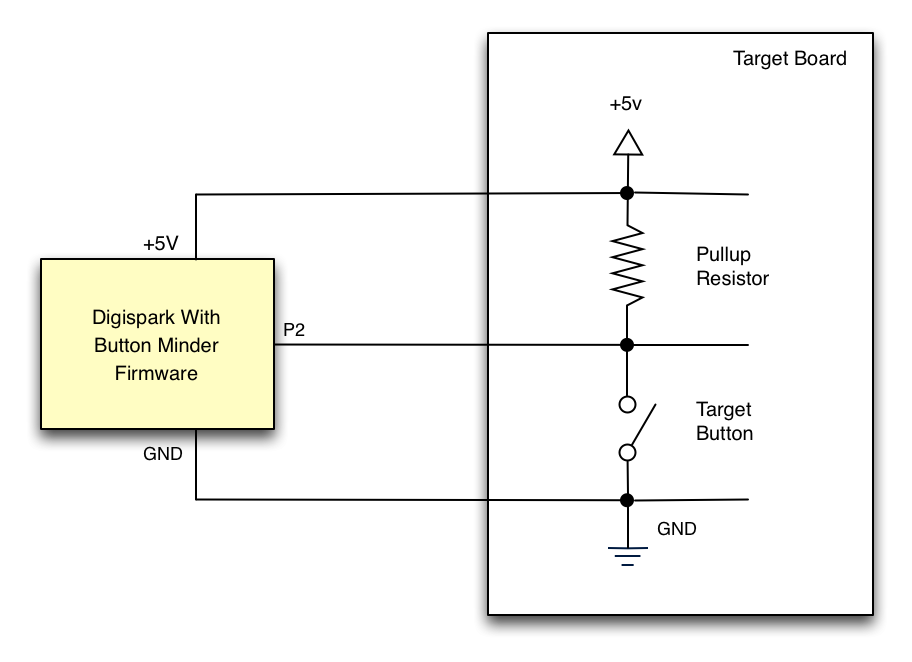 Target Board
+5v
+5V
Pullup
Resistor
Digispark With
Button Minder
Firmware
P2
Target
Button
GND
GND